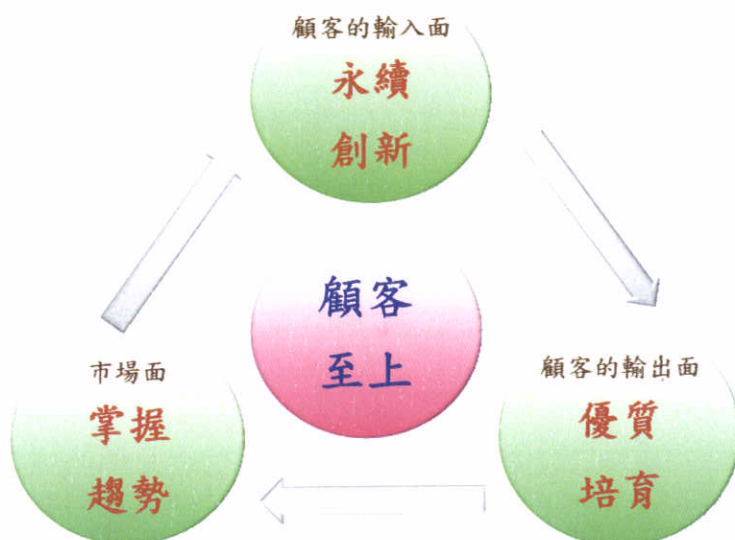 顧客的輸入面
永續
創新
顧客
至上
市場面
掌握
趨勢
顧客的輸出面
優質
培育